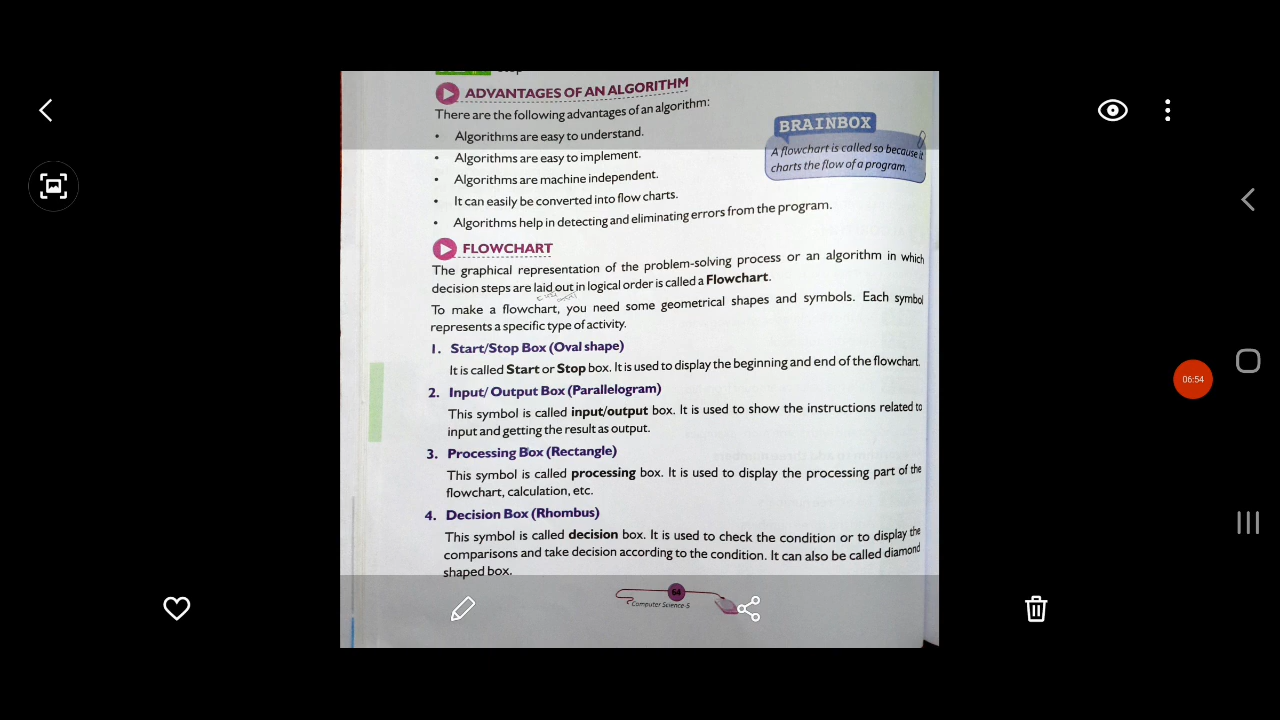 ADVANTAGES OF AN ALGORITHM
There are the following advantages of an algorithm:
• Algorithms are easy to understand.
• Algorithms are easy to implement.
• Algorithms are machine independent.
• It can easily be converted into flow charts.
• Algorithms help in detecting and eliminating errors from the program.
BRAINBOX
A flowchart is called so because it
charts the flow of a program.
FLOWCHART
The graphical representation of the problem-solving process or an algorithm in which
decision steps are laid out in logical order is called a Flowchart.
To make a flowchart, you need some geometrical shapes and symbols. Each symbol
represents a specific type of activity.
1. Start/Stop Box (Oval shape)
It is called Start or Stop box. It is used to display the beginning and end of the flowchart.
2. Input/ Output Box (Parallelogram)
This symbol is called input/output box. It is used to show the instructions related to
input and getting the result as output.
3. Processing Box (Rectangle)
This symbol is called processing box. It is used to display the processing part of the
flowchart, calculation, etc.
4. Decision Box (Rhombus)
This symbol is called decision box. It is used to check the condition or to display the
comparisons and take decision according to the condition. It can also be called diamond
shaped box.
64
Computer Science-5
06:54